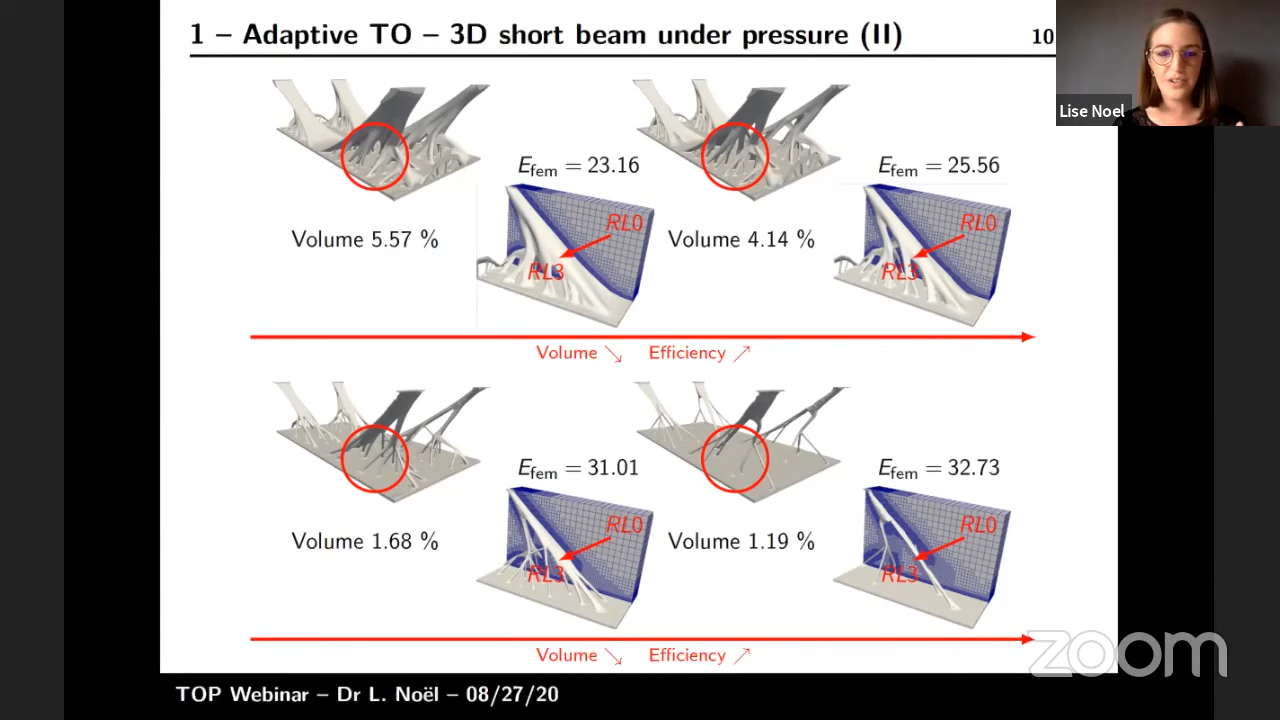 1 – Adaptive TO – 3D short beam under pressure (II)
10
Lise Noel
E_fem = 23.16
E_fem = 25.56
RL0
RL0
Volume 5.57 %
Volume 4.14 %
RL3
RL3
Volume ↘ Efficiency ↗
E_fem = 31.01
E_fem = 32.73
RL0
RL0
Volume 1.68 %
Volume 1.19 %
RL3
RL3
Volume ↘ Efficiency ↗
zoom
TOP Webinar – Dr L. Noël – 08/27/20